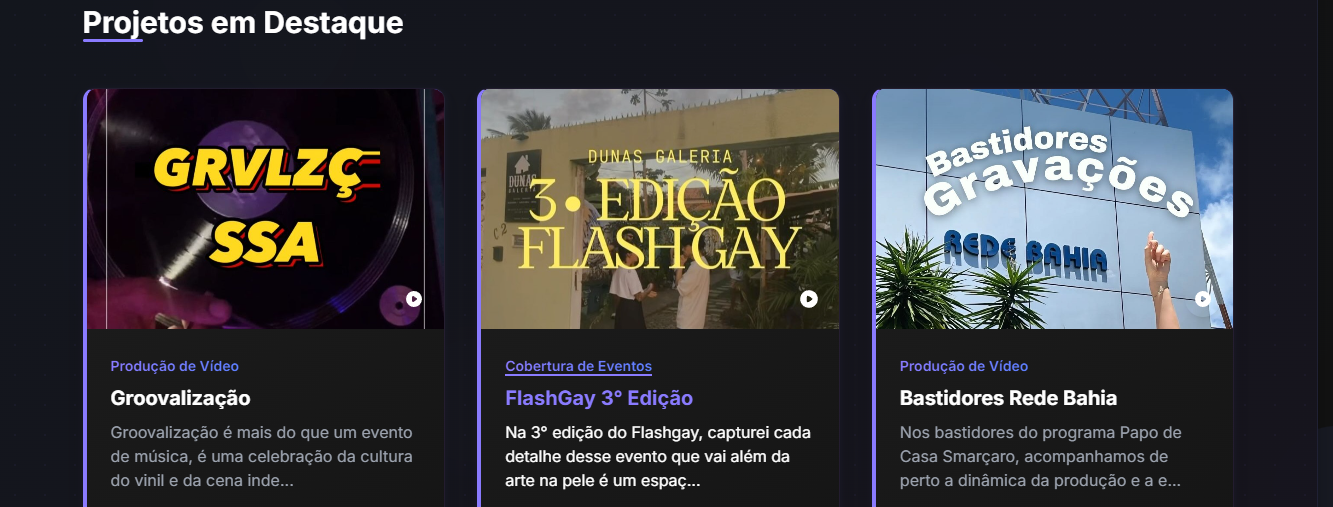 Projetos em Destaque
GRVLZÇ
SSA
Produção de Vídeo
Groovalização
Groovalização é mais do que um evento
de música, é uma celebração da cultura
do vinil e da cena inde...
DUNAS
DUNAS GALERIA
3• EDIÇÃO
FLASHGAY
Cobertura de Eventos
FlashGay 3° Edição
Na 3° edição do Flashgay, capturei cada
detalhe desse evento que vai além da
arte na pele é um espaç...
Bastidores
Gravações
REDE BAHIA
Produção de Vídeo
Bastidores Rede Bahia
Nos bastidores do programa Papo de
Casa Smarçaro, acompanhamos de
perto a dinâmica da produção e a e...